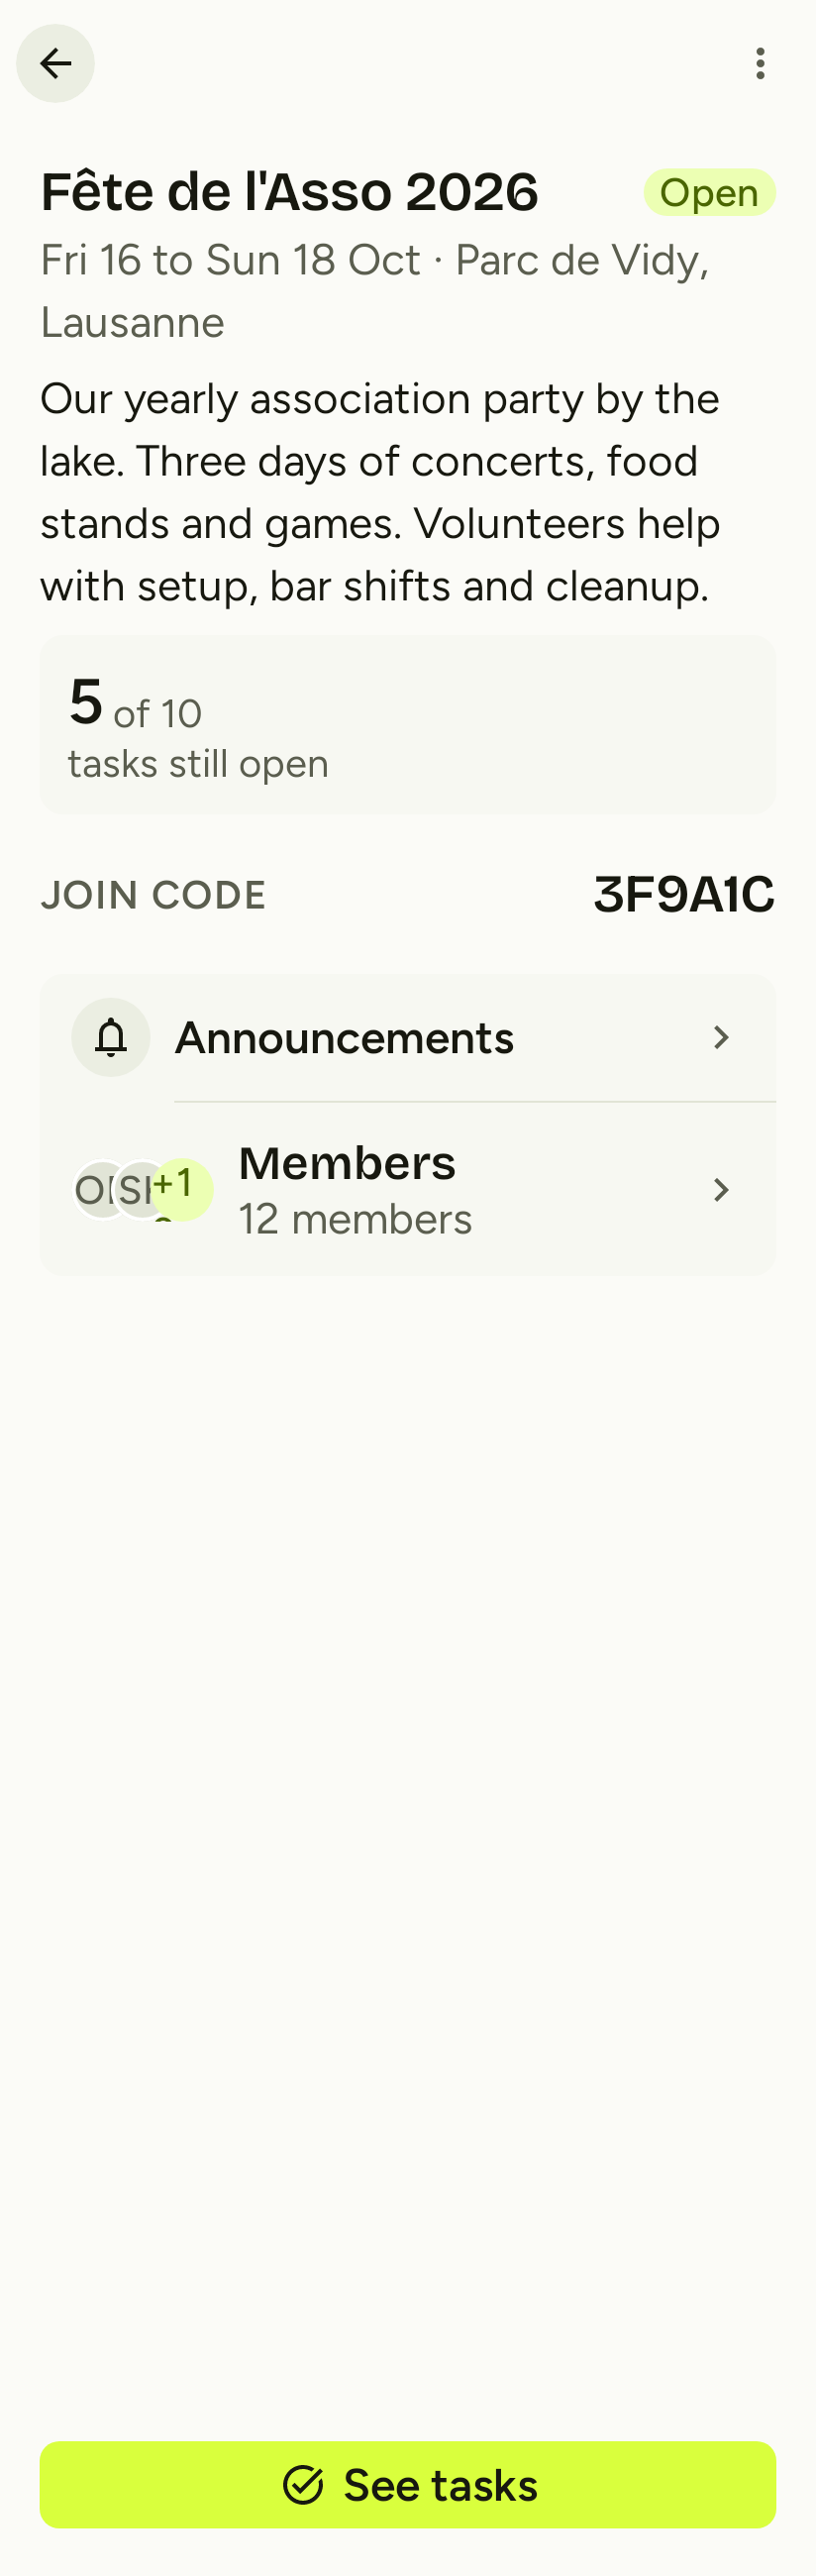 Fête de l'Asso 2026
Open
Fri 16 to Sun 18 Oct · Parc de Vidy,
Lausanne
Our yearly association party by the
lake. Three days of concerts, food
stands and games. Volunteers help
with setup, bar shifts and cleanup.
5 of 10
tasks still open
JOIN CODE
3F9A1C
Announcements
+1
Members
12 members
See tasks